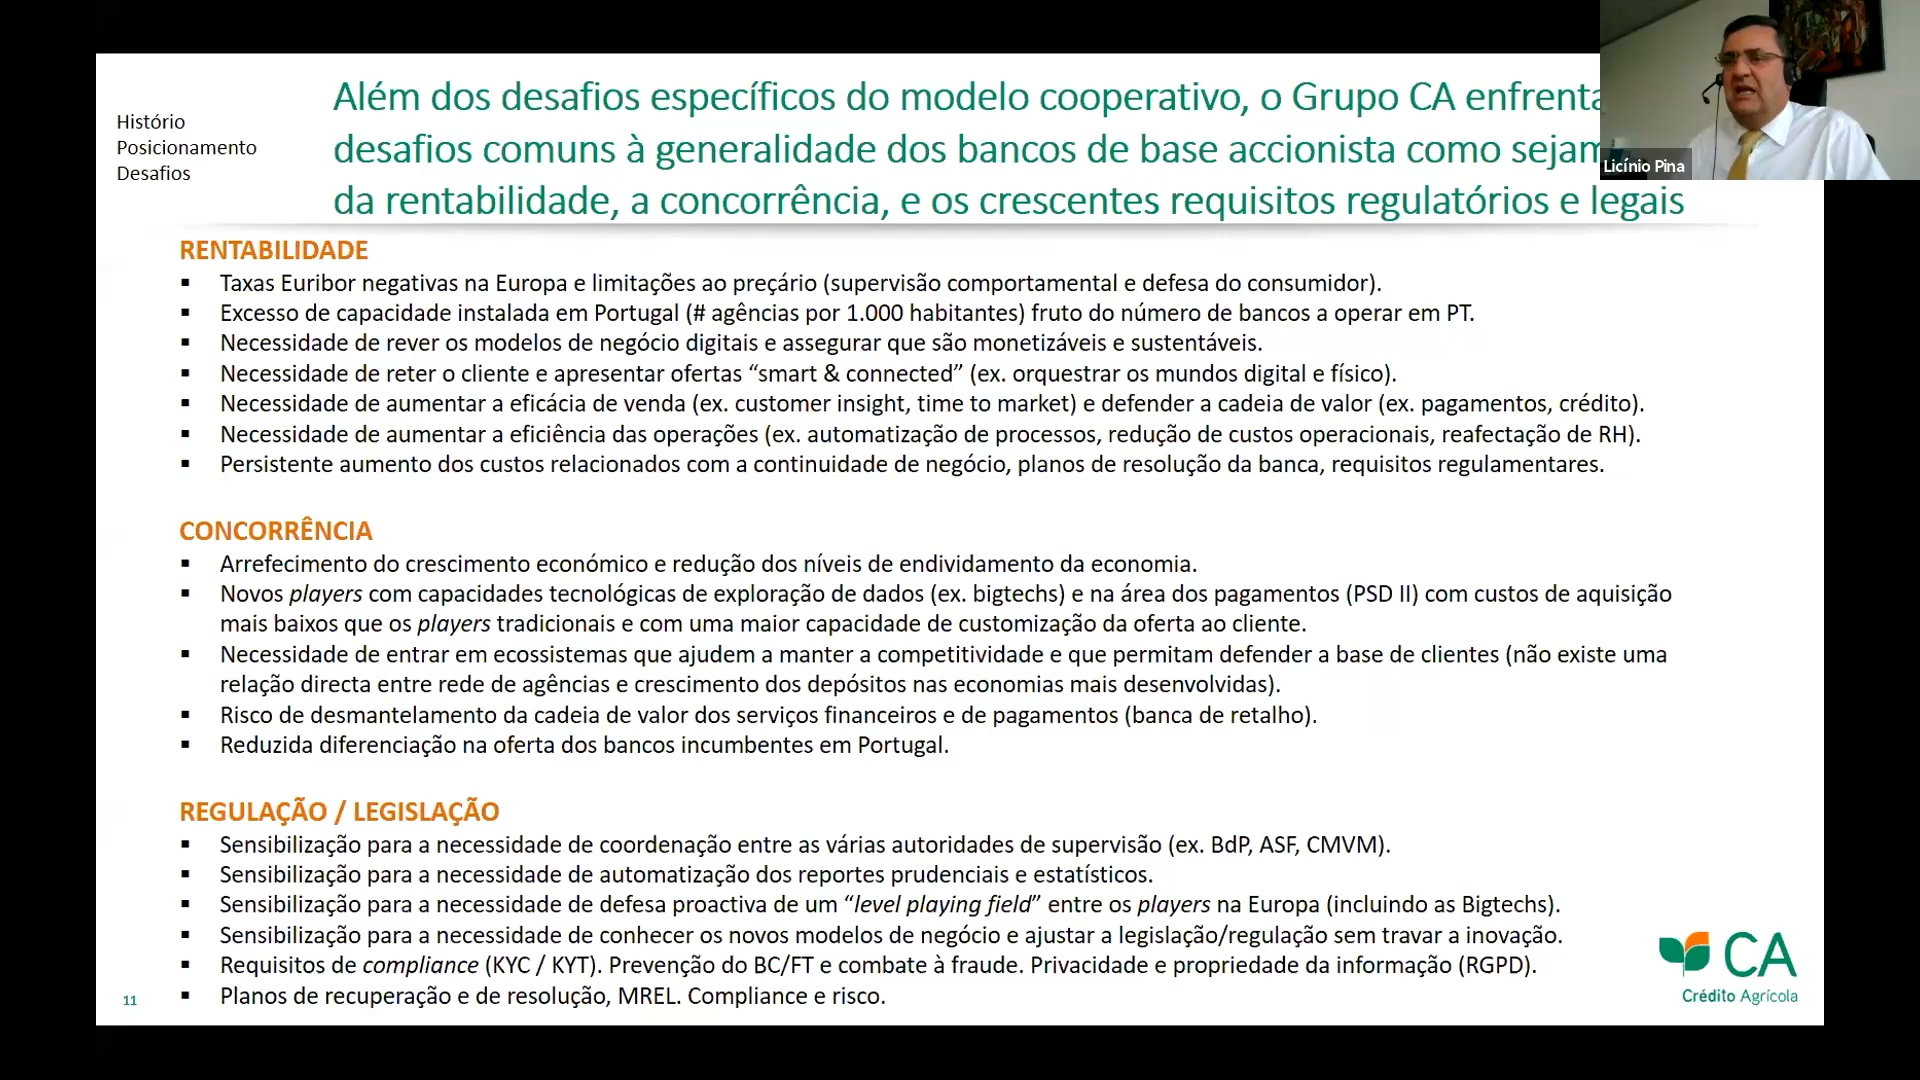 Histório
Posicionamento
Desafios
Além dos desafios específicos do modelo cooperativo, o Grupo CA enfrenta
desafios comuns à generalidade dos bancos de base accionista como sejam
da rentabilidade, a concorrência, e os crescentes requisitos regulatórios e legais
Licínio Pina
RENTABILIDADE
▪ Taxas Euribor negativas na Europa e limitações ao preçário (supervisão comportamental e defesa do consumidor).
▪ Excesso de capacidade instalada em Portugal (# agências por 1.000 habitantes) fruto do número de bancos a operar em PT.
▪ Necessidade de rever os modelos de negócio digitais e assegurar que são monetizáveis e sustentáveis.
▪ Necessidade de reter o cliente e apresentar ofertas “smart & connected” (ex. orquestrar os mundos digital e físico).
▪ Necessidade de aumentar a eficácia de venda (ex. customer insight, time to market) e defender a cadeia de valor (ex. pagamentos, crédito).
▪ Necessidade de aumentar a eficiência das operações (ex. automatização de processos, redução de custos operacionais, reafectação de RH).
▪ Persistente aumento dos custos relacionados com a continuidade de negócio, planos de resolução da banca, requisitos regulamentares.
CONCORRÊNCIA
▪ Arrefecimento do crescimento económico e redução dos níveis de endividamento da economia.
▪ Novos players com capacidades tecnológicas de exploração de dados (ex. bigtechs) e na área dos pagamentos (PSD II) com custos de aquisição
mais baixos que os players tradicionais e com uma maior capacidade de customização da oferta ao cliente.
▪ Necessidade de entrar em ecossistemas que ajudem a manter a competitividade e que permitam defender a base de clientes (não existe uma
relação directa entre rede de agências e crescimento dos depósitos nas economias mais desenvolvidas).
▪ Risco de desmantelamento da cadeia de valor dos serviços financeiros e de pagamentos (banca de retalho).
▪ Reduzida diferenciação na oferta dos bancos incumbentes em Portugal.
REGULAÇÃO / LEGISLAÇÃO
▪ Sensibilização para a necessidade de coordenação entre as várias autoridades de supervisão (ex. BdP, ASF, CMVM).
▪ Sensibilização para a necessidade de automatização dos reportes prudenciais e estatísticos.
▪ Sensibilização para a necessidade de defesa proactiva de um “level playing field” entre os players na Europa (incluindo as Bigtechs).
▪ Sensibilização para a necessidade de conhecer os novos modelos de negócio e ajustar a legislação/regulação sem travar a inovação.
▪ Requisitos de compliance (KYC / KYT). Prevenção do BC/FT e combate à fraude. Privacidade e propriedade da informação (RGPD).
▪ Planos de recuperação e de resolução, MREL. Compliance e risco.
11
CA
Crédito Agrícola